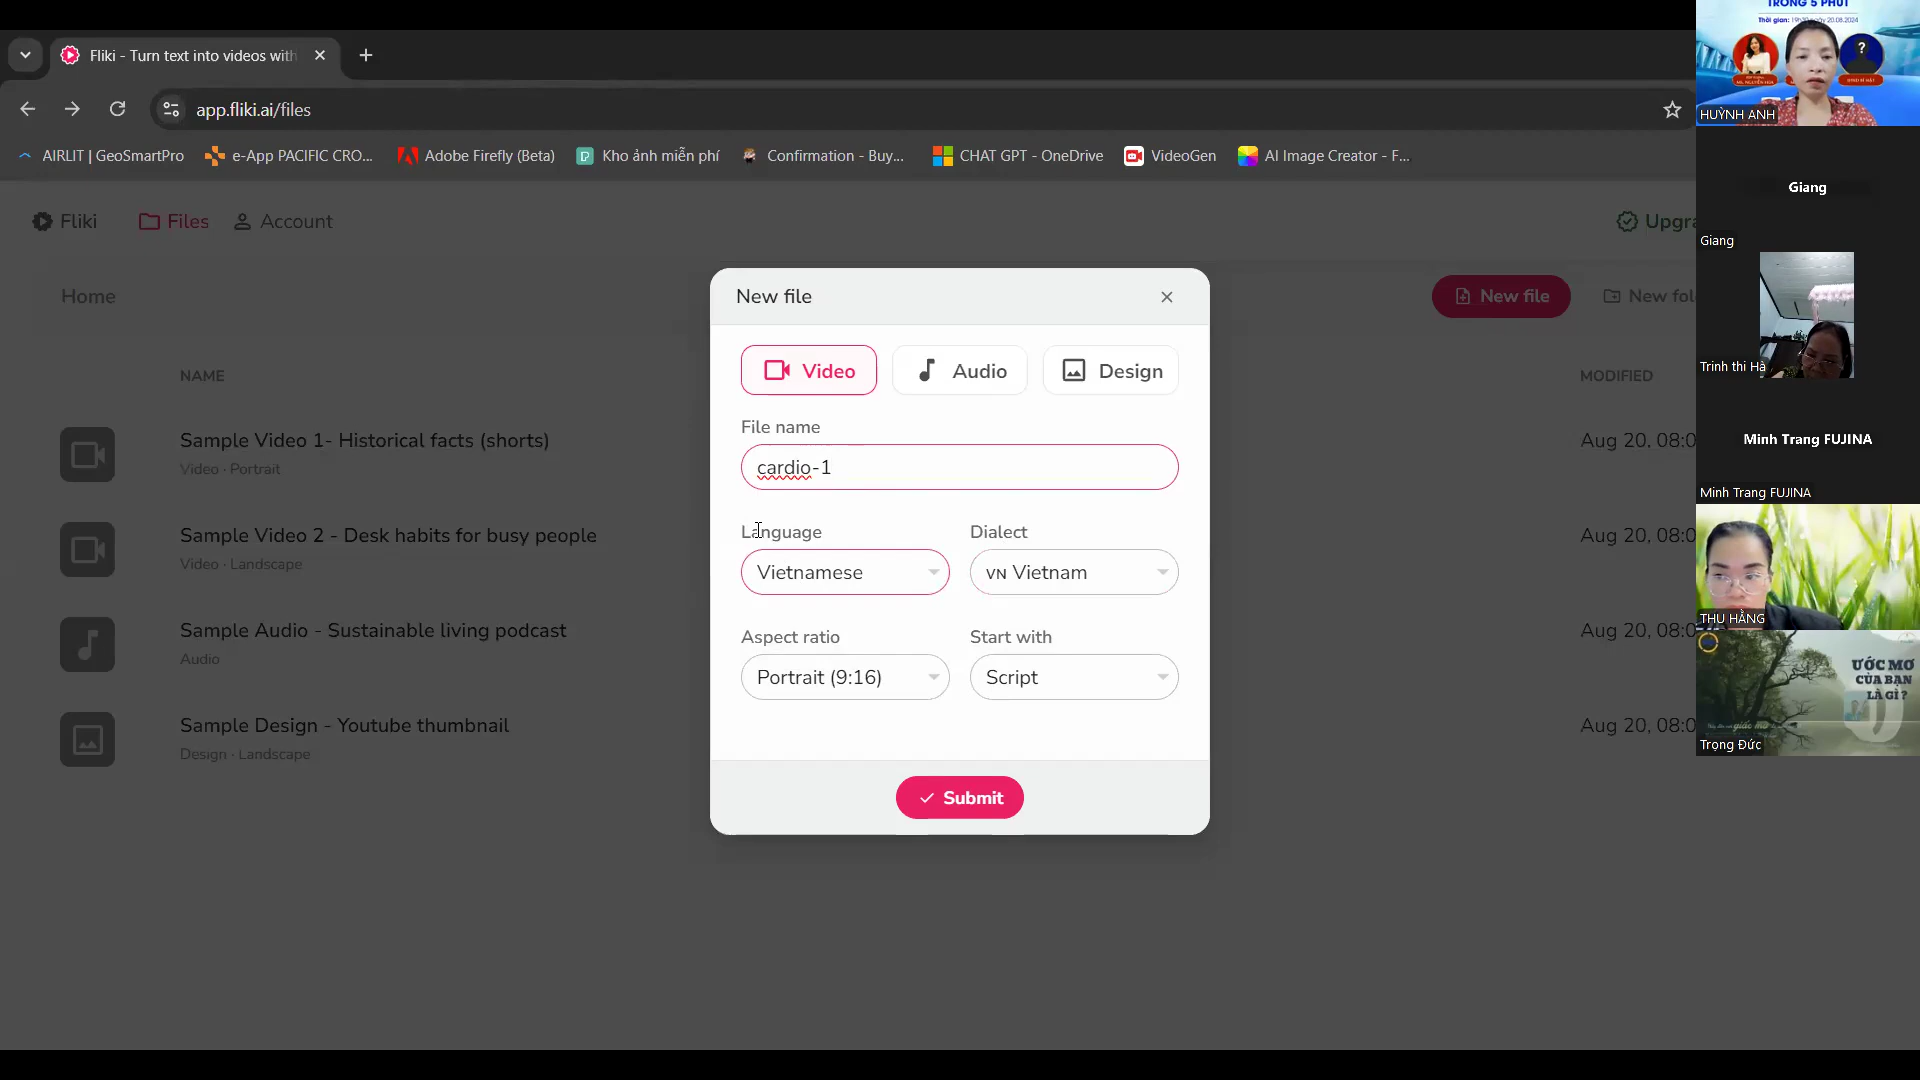 Fliki - Turn text into videos with
app.fliki.ai/files
AIRLIT | GeoSmartPro
e-App PACIFIC CRO...
Adobe Firefly (Beta)
Kho ảnh miễn phí
Confirmation - Buy...
CHAT GPT - OneDrive
VideoGen
AI Image Creator - F...
Fliki
Files
Account
Upgra
Home
New file
New fol
NAME
MODIFIED
Sample Video 1- Historical facts (shorts)
Video · Portrait
Aug 20, 08:0
Sample Video 2 - Desk habits for busy people
Video · Landscape
Aug 20, 08:0
Sample Audio - Sustainable living podcast
Audio
Aug 20, 08:0
Sample Design - Youtube thumbnail
Design · Landscape
Aug 20, 08:0
New file
Video
Audio
Design
File name
cardio-1
Language
Dialect
Vietnamese
VN Vietnam
Aspect ratio
Start with
Portrait (9:16)
Script
Submit
TRONG 5 PHÚT
?
HUỲNH ANH
Giang
Giang
Trinh thi Hà
Minh Trang FUJINA
Minh Trang FUJINA
THU HẰNG
ƯỚC MƠ
CỦA BẠN
LÀ GÌ ?
Trọng Đức